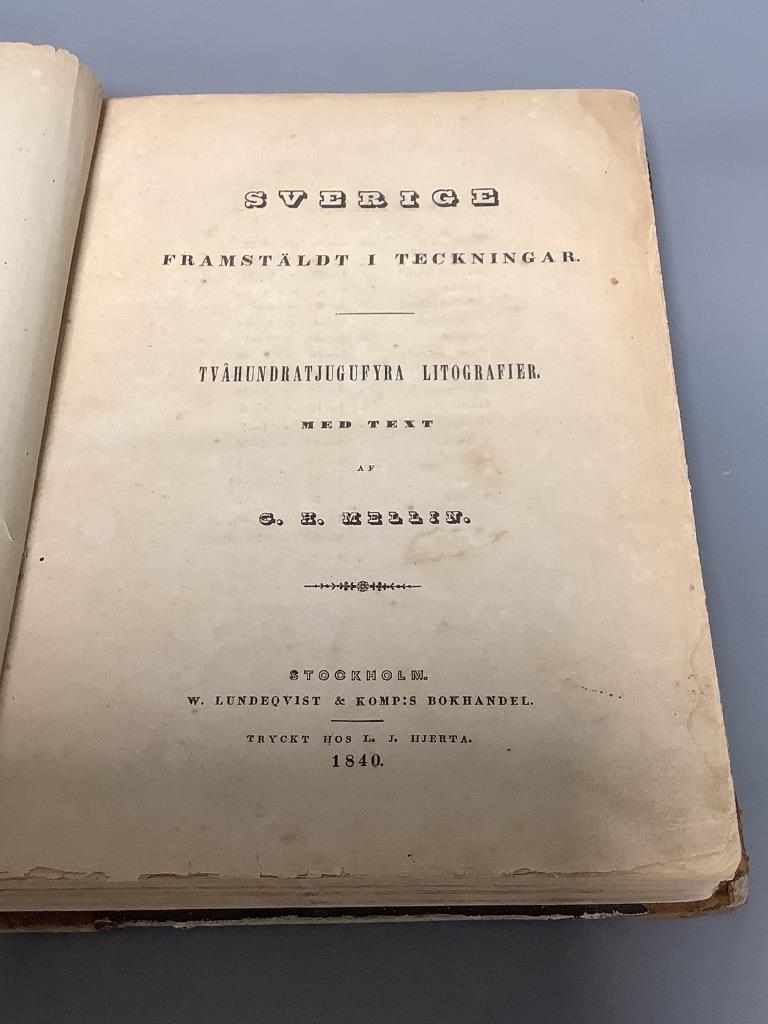 SVERIGE
FRAMSTÄLDT I TECKNINGAR.
TVÅHUNDRATJUGUFYRA LITOGRAFIER.
MED TEXT
AF
G. H. MELLIN.
STOCKHOLM.
W. LUNDEQVIST & KOMP:S BOKHANDEL.
TRYCKT HOS L. J. HJERTA.
1840.